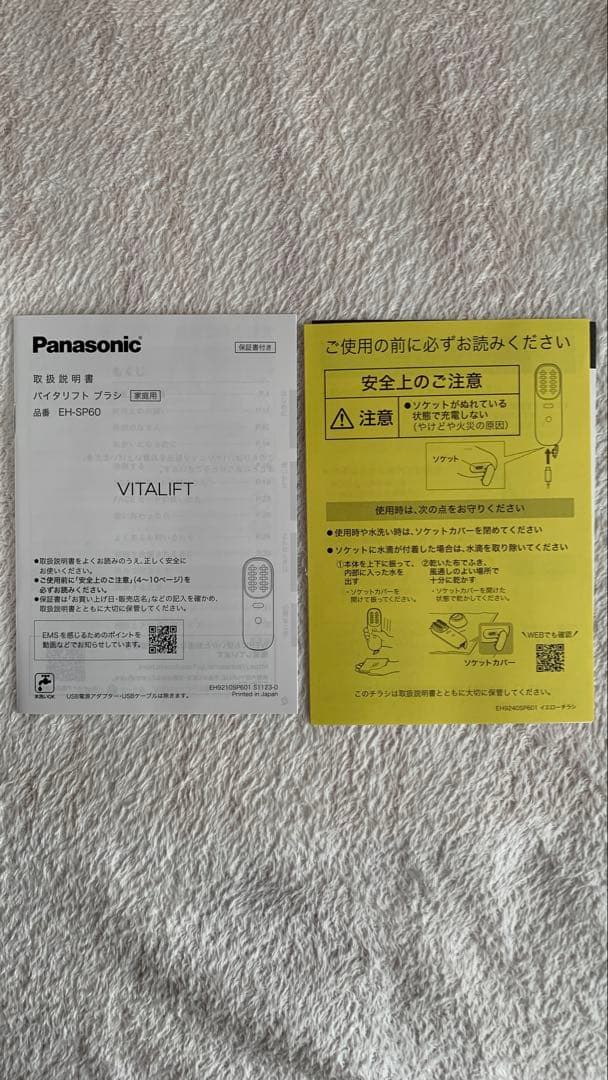 Panasonic
保証書付き
取扱説明書
バイタリフト ブラシ 家庭用
品番 EH-SP60
VITALIFT
●取扱説明書をよくお読みのうえ、正しく安全に
お使いください。
●ご使用前に「安全上のご注意」(4〜10ページ)を
必ずお読みください。
●保証書は「お買い上げ日・販売店名」などの記入を確かめ、
取扱説明書とともに大切に保管してください。
EMSを感じるためのポイントを
動画などでお知らせしています。
水洗いOK
USB電源アダプター・USBケーブルは除きます。
EH9210SP601 S1123-0
Printed in Japan
ご使用の前に必ずお読みください
安全上のご注意
注意
●ソケットがぬれている
状態で充電しない
(やけどや火災の原因)
ソケット
使用時は、次の点をお守りください
●使用時や水洗い時は、ソケットカバーを閉めてください
●ソケットに水滴が付着した場合は、水滴を取り除いてください
①本体を上下に振って、
内部に入った水を
出す
・ソケットカバーを
開けて振ってください。
②乾いた布でふき、
風通しのよい場所で
十分に乾かす
・ソケットカバーを開けた
状態で乾かしてください。
ソケットカバー
WEBでも確認
このチラシは取扱説明書とともに大切に保管してください。
EH9240SP601 イエローチラシ